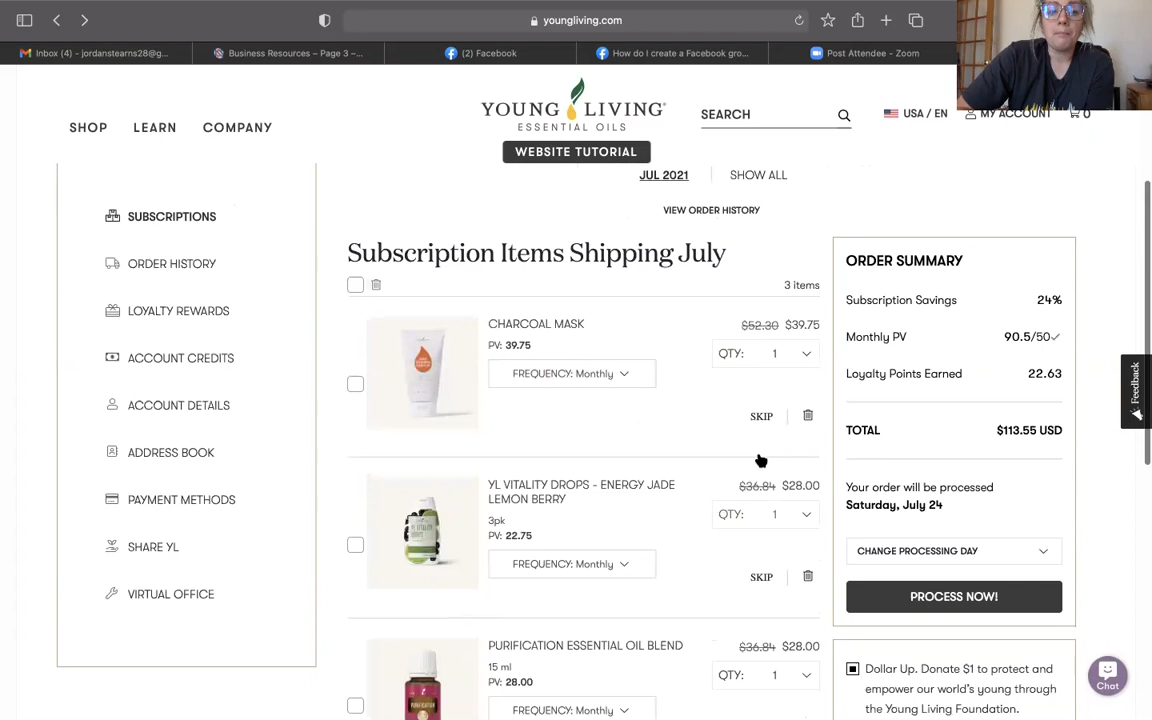 youngliving.com
Inbox (4) - jordanstearns28@g...
Business Resources – Page 3 –...
(2) Facebook
How do I create a Facebook gro...
Post Attendee - Zoom
SHOP
LEARN
COMPANY
YOUNG LIVING
ESSENTIAL OILS
WEBSITE TUTORIAL
SEARCH
USA / EN
MY ACCOUNT
0
JUL 2021
SHOW ALL
VIEW ORDER HISTORY
SUBSCRIPTIONS
ORDER HISTORY
LOYALTY REWARDS
ACCOUNT CREDITS
ACCOUNT DETAILS
ADDRESS BOOK
PAYMENT METHODS
SHARE YL
VIRTUAL OFFICE
Subscription Items Shipping July
3 items
CHARCOAL MASK
$52.30 $39.75
PV: 39.75
QTY: 1
FREQUENCY: Monthly
SKIP
YL VITALITY DROPS - ENERGY JADE
LEMON BERRY
$36.84 $28.00
3pk
PV: 22.75
QTY: 1
FREQUENCY: Monthly
SKIP
PURIFICATION ESSENTIAL OIL BLEND
$36.84 $28.00
15 ml
PV: 28.00
QTY: 1
FREQUENCY: Monthly
ORDER SUMMARY
Subscription Savings 24%
Monthly PV 90.5/50✓
Loyalty Points Earned 22.63
TOTAL $113.55 USD
Your order will be processed
Saturday, July 24
CHANGE PROCESSING DAY
PROCESS NOW!
Dollar Up. Donate $1 to protect and
empower our world's young through
the Young Living Foundation.
Feedback
Chat